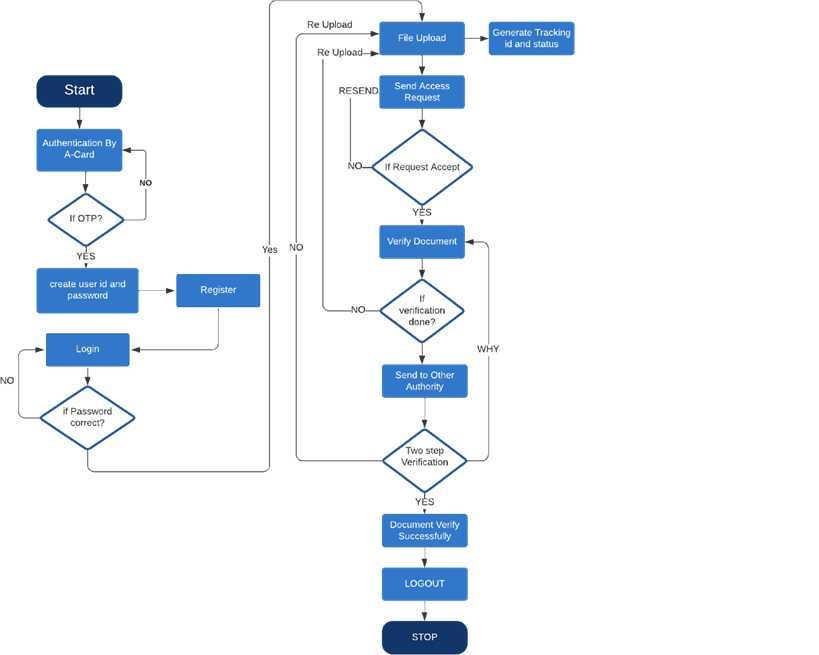 Start
Authentication By
A-Card
NO
If OTP?
YES
create user id and
password
Register
Login
NO
if Password
correct?
Yes
Re Upload
File Upload
Generate Tracking
id and status
Re Upload
RESEND
Send Access
Request
NO
If Request Accept
YES
Verify Document
NO
If
verification
done?
NO
WHY
Send to Other
Authority
Two step
Verification
YES
Document Verify
Successfully
LOGOUT
STOP